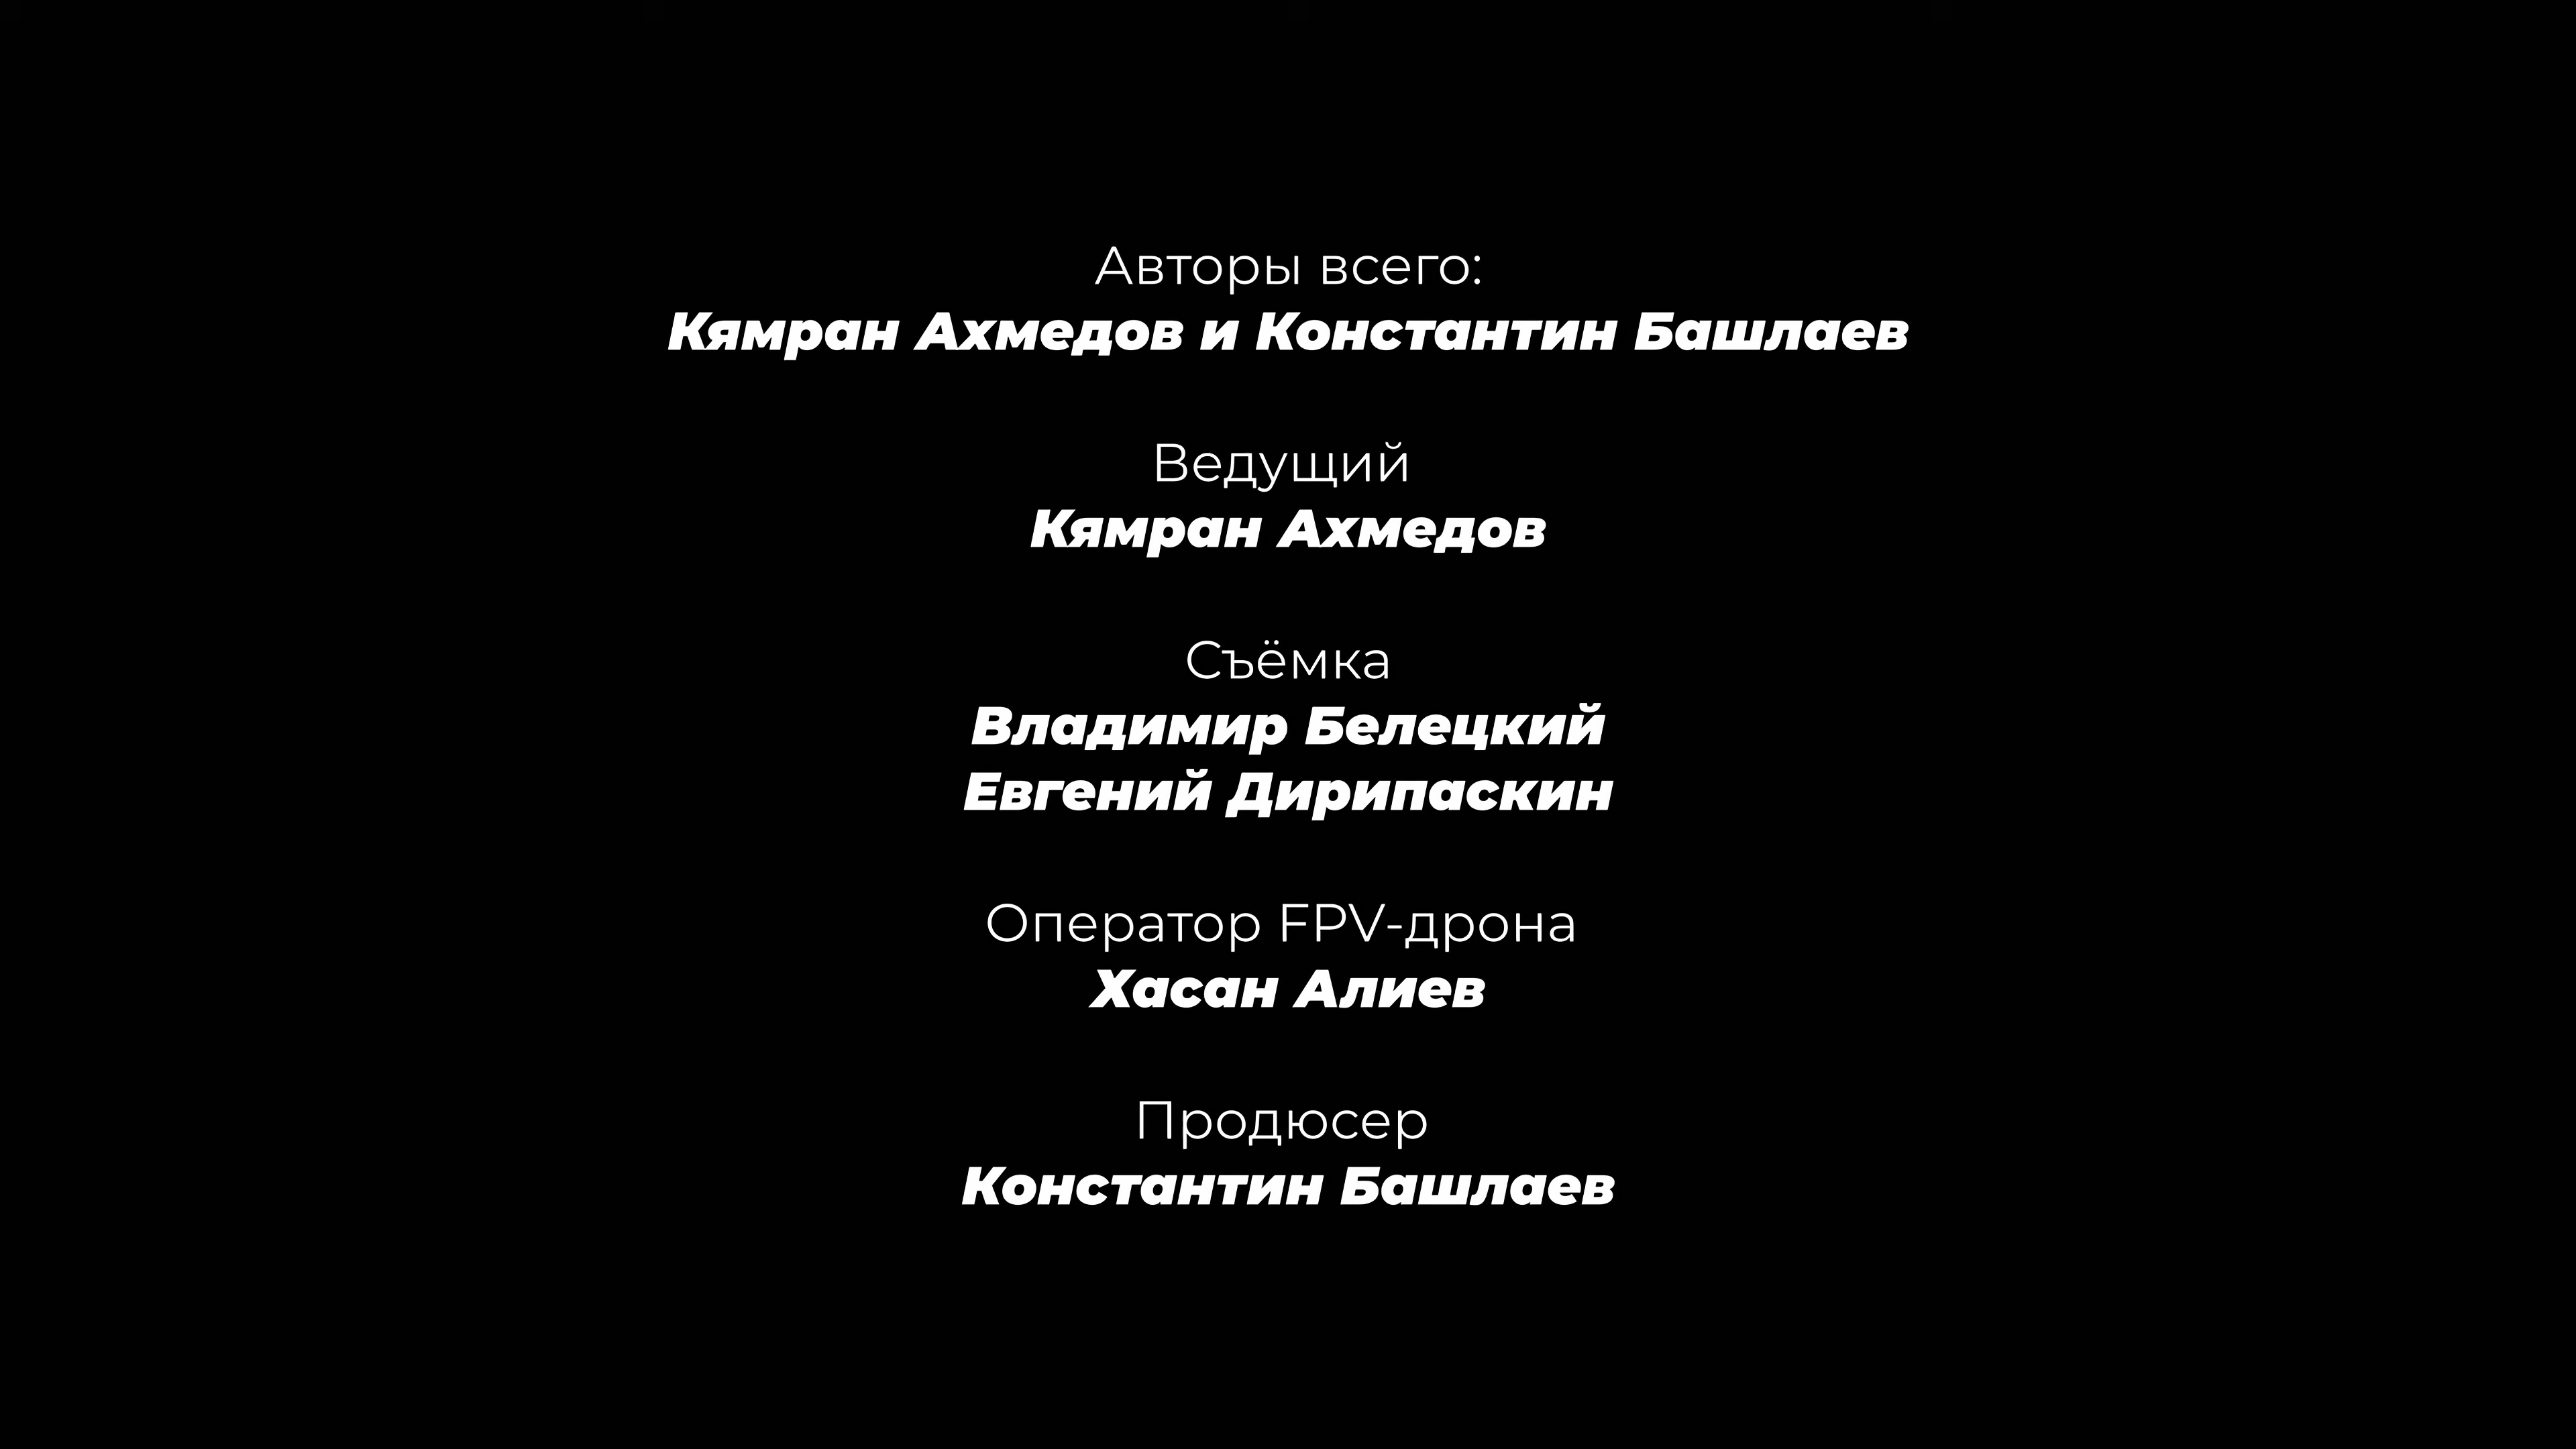 Авторы всего:
Кямран Ахмедов и Константин Башлаев
Ведущий
Кямран Ахмедов
Съёмка
Владимир Белецкий
Евгений Дирипаскин
Оператор FPV-дрона
Хасан Алиев
Продюсер
Константин Башлаев